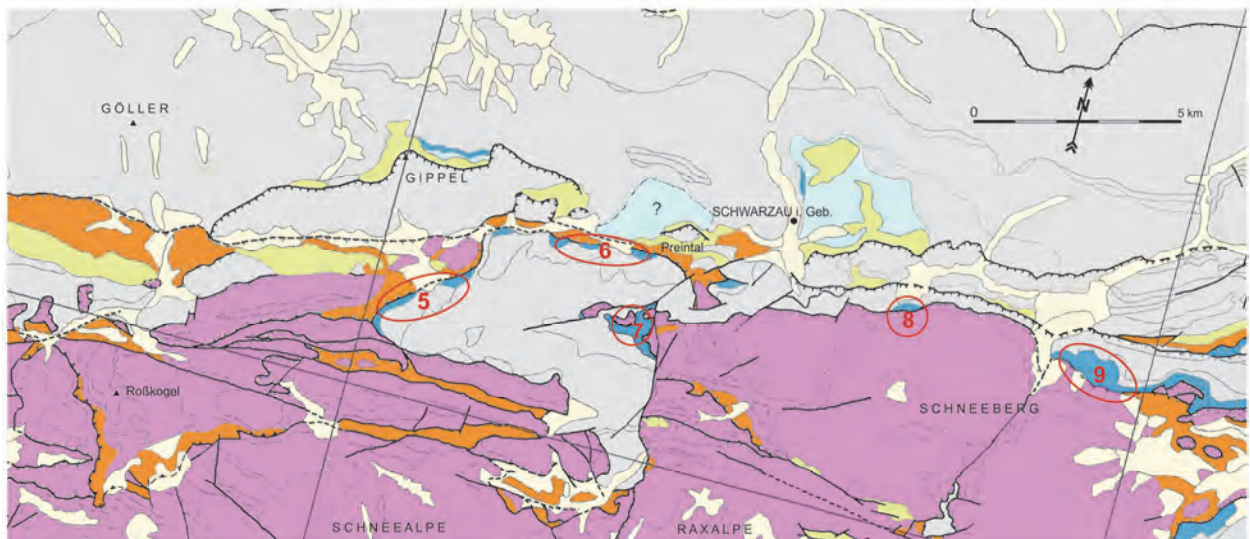 GÖLLER
N
0
5 km
GIPPEL
?
SCHWARZAU i. Geb.
6
Preintal
5
7
8
9
Roßkogel
SCHNEEBERG
SCHNEEALPE
RAXALPE